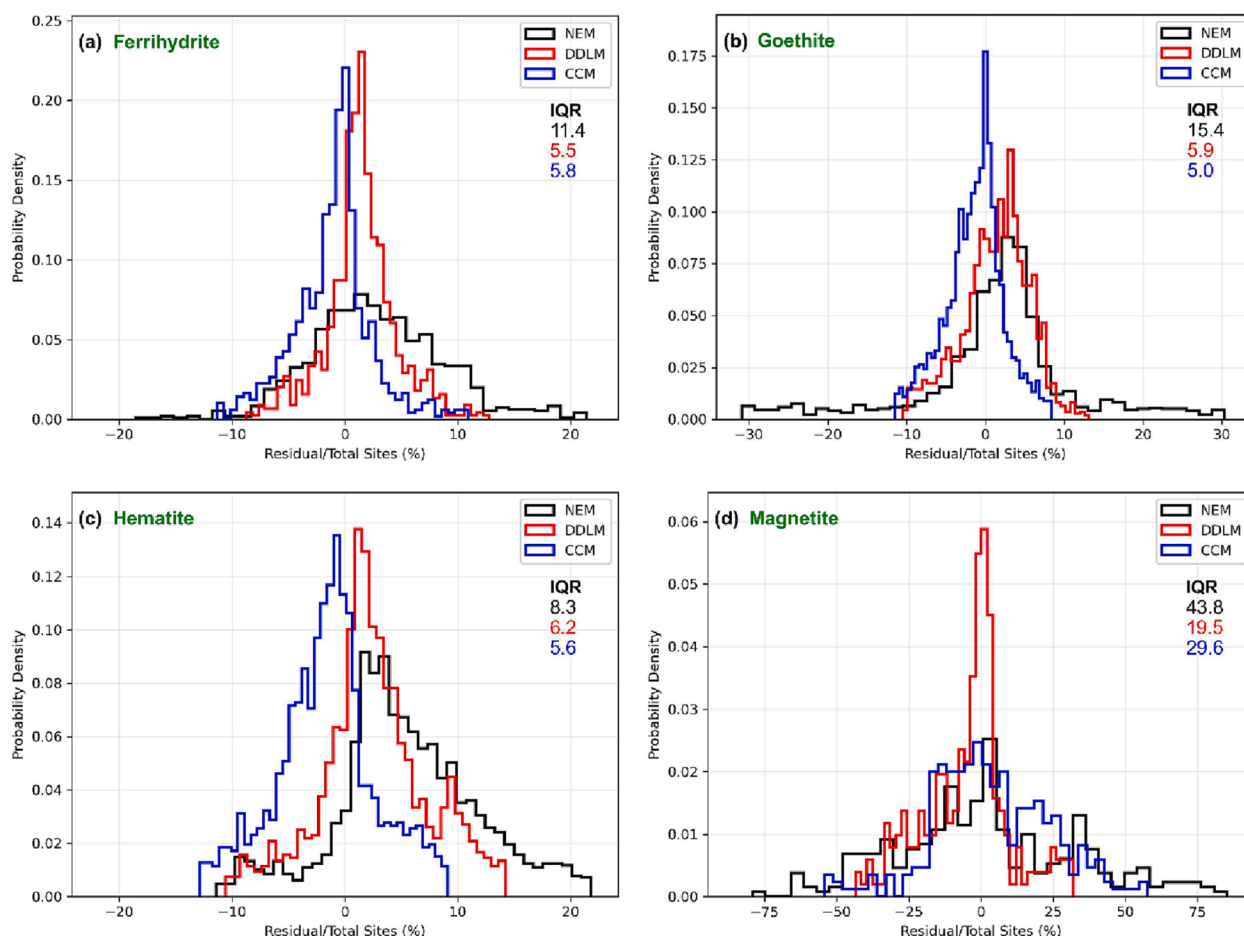 (a) Ferrihydrite
NEM
DDLM
CCM
IQR
11.4
5.5
5.8
0.25
0.20
0.15
0.10
0.05
0.00
Probability Density
−20
−10
0
10
20
Residual/Total Sites (%)
(b) Goethite
NEM
DDLM
CCM
IQR
15.4
5.9
5.0
0.175
0.150
0.125
0.100
0.075
0.050
0.025
0.000
Probability Density
−30
−20
−10
0
10
20
30
Residual/Total Sites (%)
(c) Hematite
NEM
DDLM
CCM
IQR
8.3
6.2
5.6
0.14
0.12
0.10
0.08
0.06
0.04
0.02
0.00
Probability Density
−20
−10
0
10
20
Residual/Total Sites (%)
(d) Magnetite
NEM
DDLM
CCM
IQR
43.8
19.5
29.6
0.06
0.05
0.04
0.03
0.02
0.01
0.00
Probability Density
−75
−50
−25
0
25
50
75
Residual/Total Sites (%)